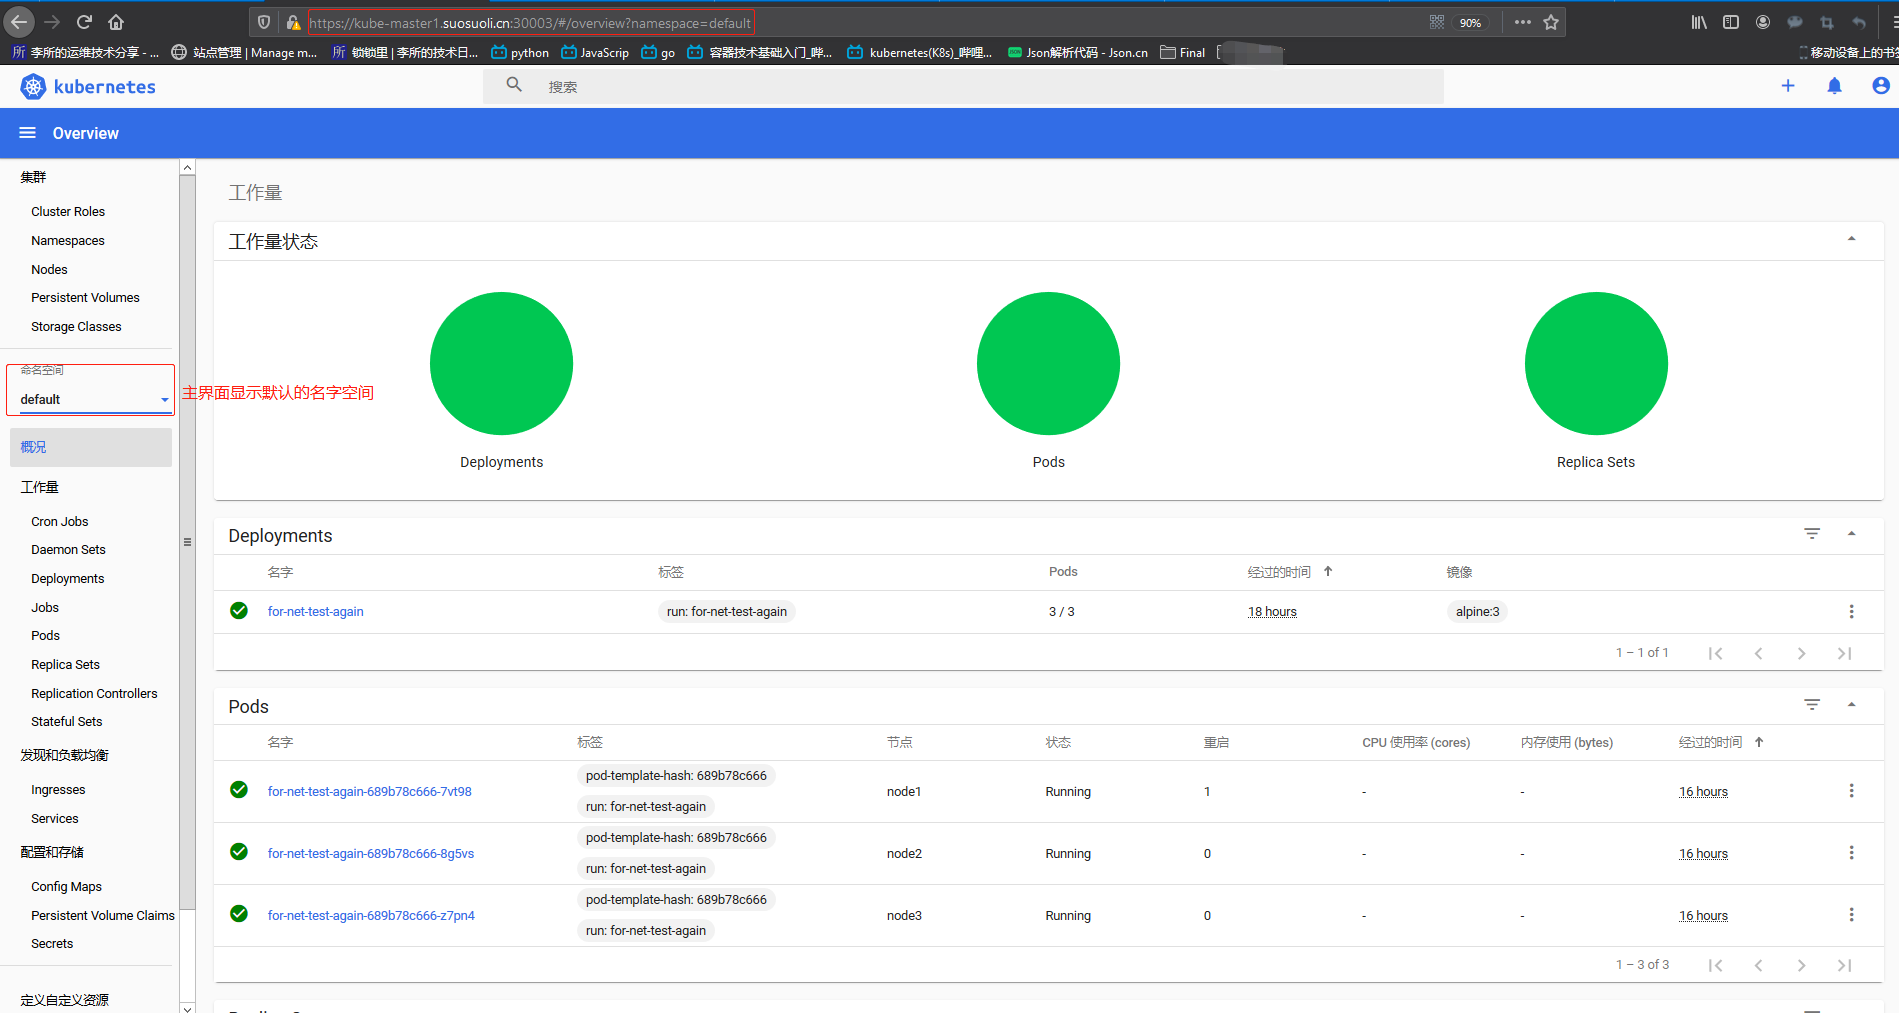 https://kube-master1.suosuoli.cn:30003/#/overview?namespace=default
90%
李所的运维技术分享 - ...
站点管理 | Manage m...
锁锁里 | 李所的技术日...
python
JavaScrip
go
容器技术基础入门_哔...
kubernetes(K8s)_哔哩...
Json解析代码 - Json.cn
Final
移动设备上的书签
kubernetes
搜索
Overview
集群
Cluster Roles
Namespaces
Nodes
Persistent Volumes
Storage Classes
命名空间
default
主界面显示默认的名字空间
概况
工作量
Cron Jobs
Daemon Sets
Deployments
Jobs
Pods
Replica Sets
Replication Controllers
Stateful Sets
发现和负载均衡
Ingresses
Services
配置和存储
Config Maps
Persistent Volume Claims
Secrets
定义自定义资源
工作量
工作量状态
Deployments
Pods
Replica Sets
Deployments
名字 标签 Pods 经过的时间 镜像
for-net-test-again run: for-net-test-again 3 / 3 18 hours alpine:3
1 – 1 of 1
Pods
名字 标签 节点 状态 重启 CPU 使用率 (cores) 内存使用 (bytes) 经过的时间
pod-template-hash: 689b78c666
for-net-test-again-689b78c666-7vt98 node1 Running 1 - - 16 hours
run: for-net-test-again
pod-template-hash: 689b78c666
for-net-test-again-689b78c666-8g5vs node2 Running 0 - - 16 hours
run: for-net-test-again
pod-template-hash: 689b78c666
for-net-test-again-689b78c666-z7pn4 node3 Running 0 - - 16 hours
run: for-net-test-again
1 – 3 of 3